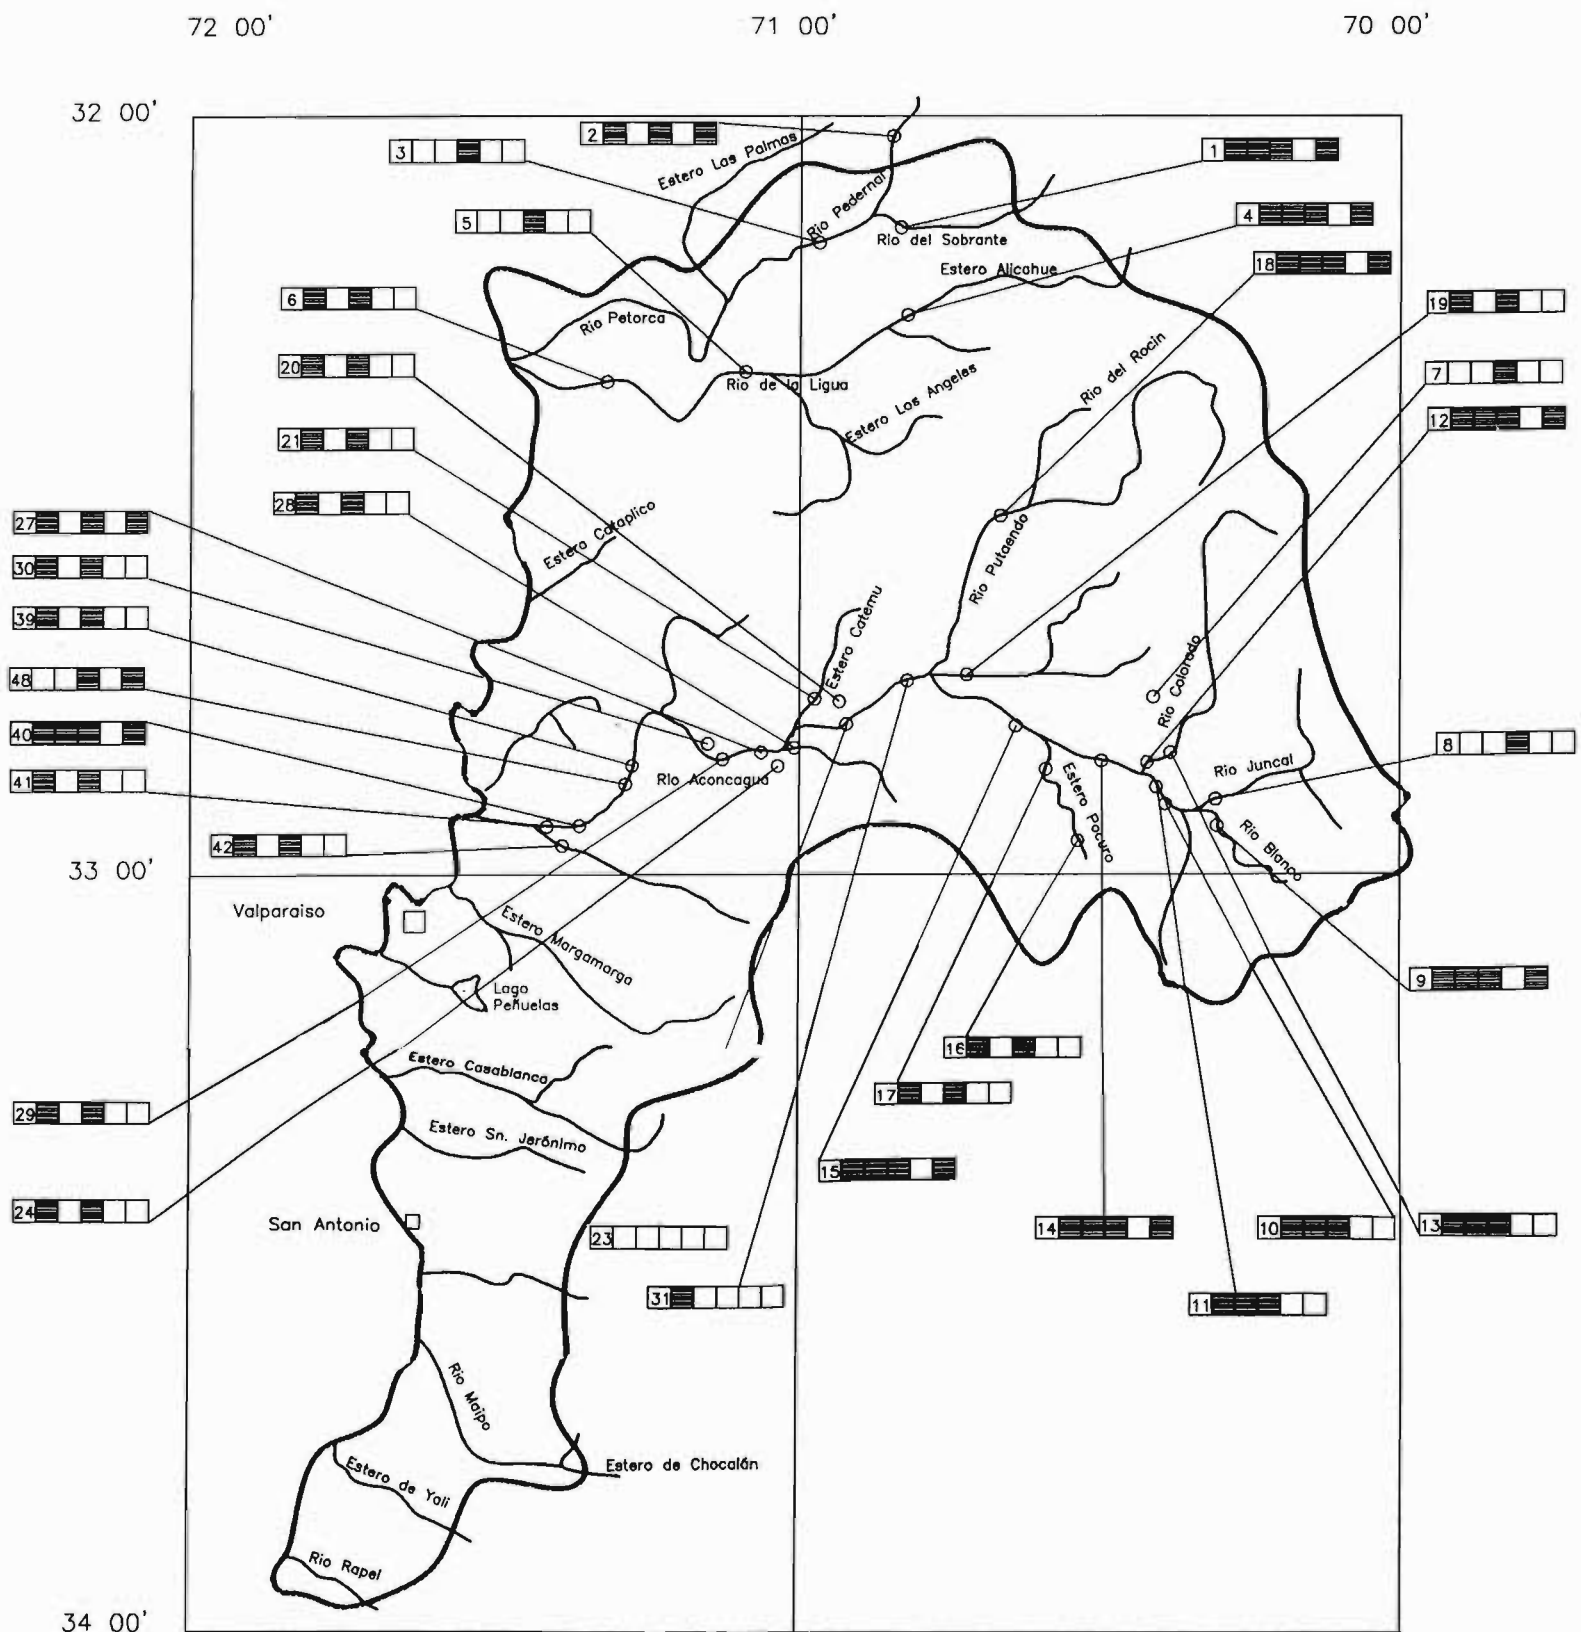 72 00'
71 00'
70 00'
32 00'
2
3
1
Estero Las Palmas
4
5
Rio Pedernal
Rio del Sobrante
18
Estero Alicahue
6
19
Rio Petorca
20
Rio del Rocin
7
Rio de la Ligua
Estero Los Angeles
12
21
28
27
Estero Cataplico
30
Rio Putaendo
39
Estero Catemu
48
Rio Colorado
40
8
41
Rio Aconcagua
Rio Juncal
Estero Pocuro
42
Rio Blanco
33 00'
Valparaiso
Estero Margamarga
9
Lago
Peñuelas
16
Estero Casablanca
17
29
Estero Sn. Jerónimo
15
24
San Antonio
23
14
10
13
31
11
Rio Maipo
Estero de Chocalán
Estero de Yali
Rio Rapel
34 00'